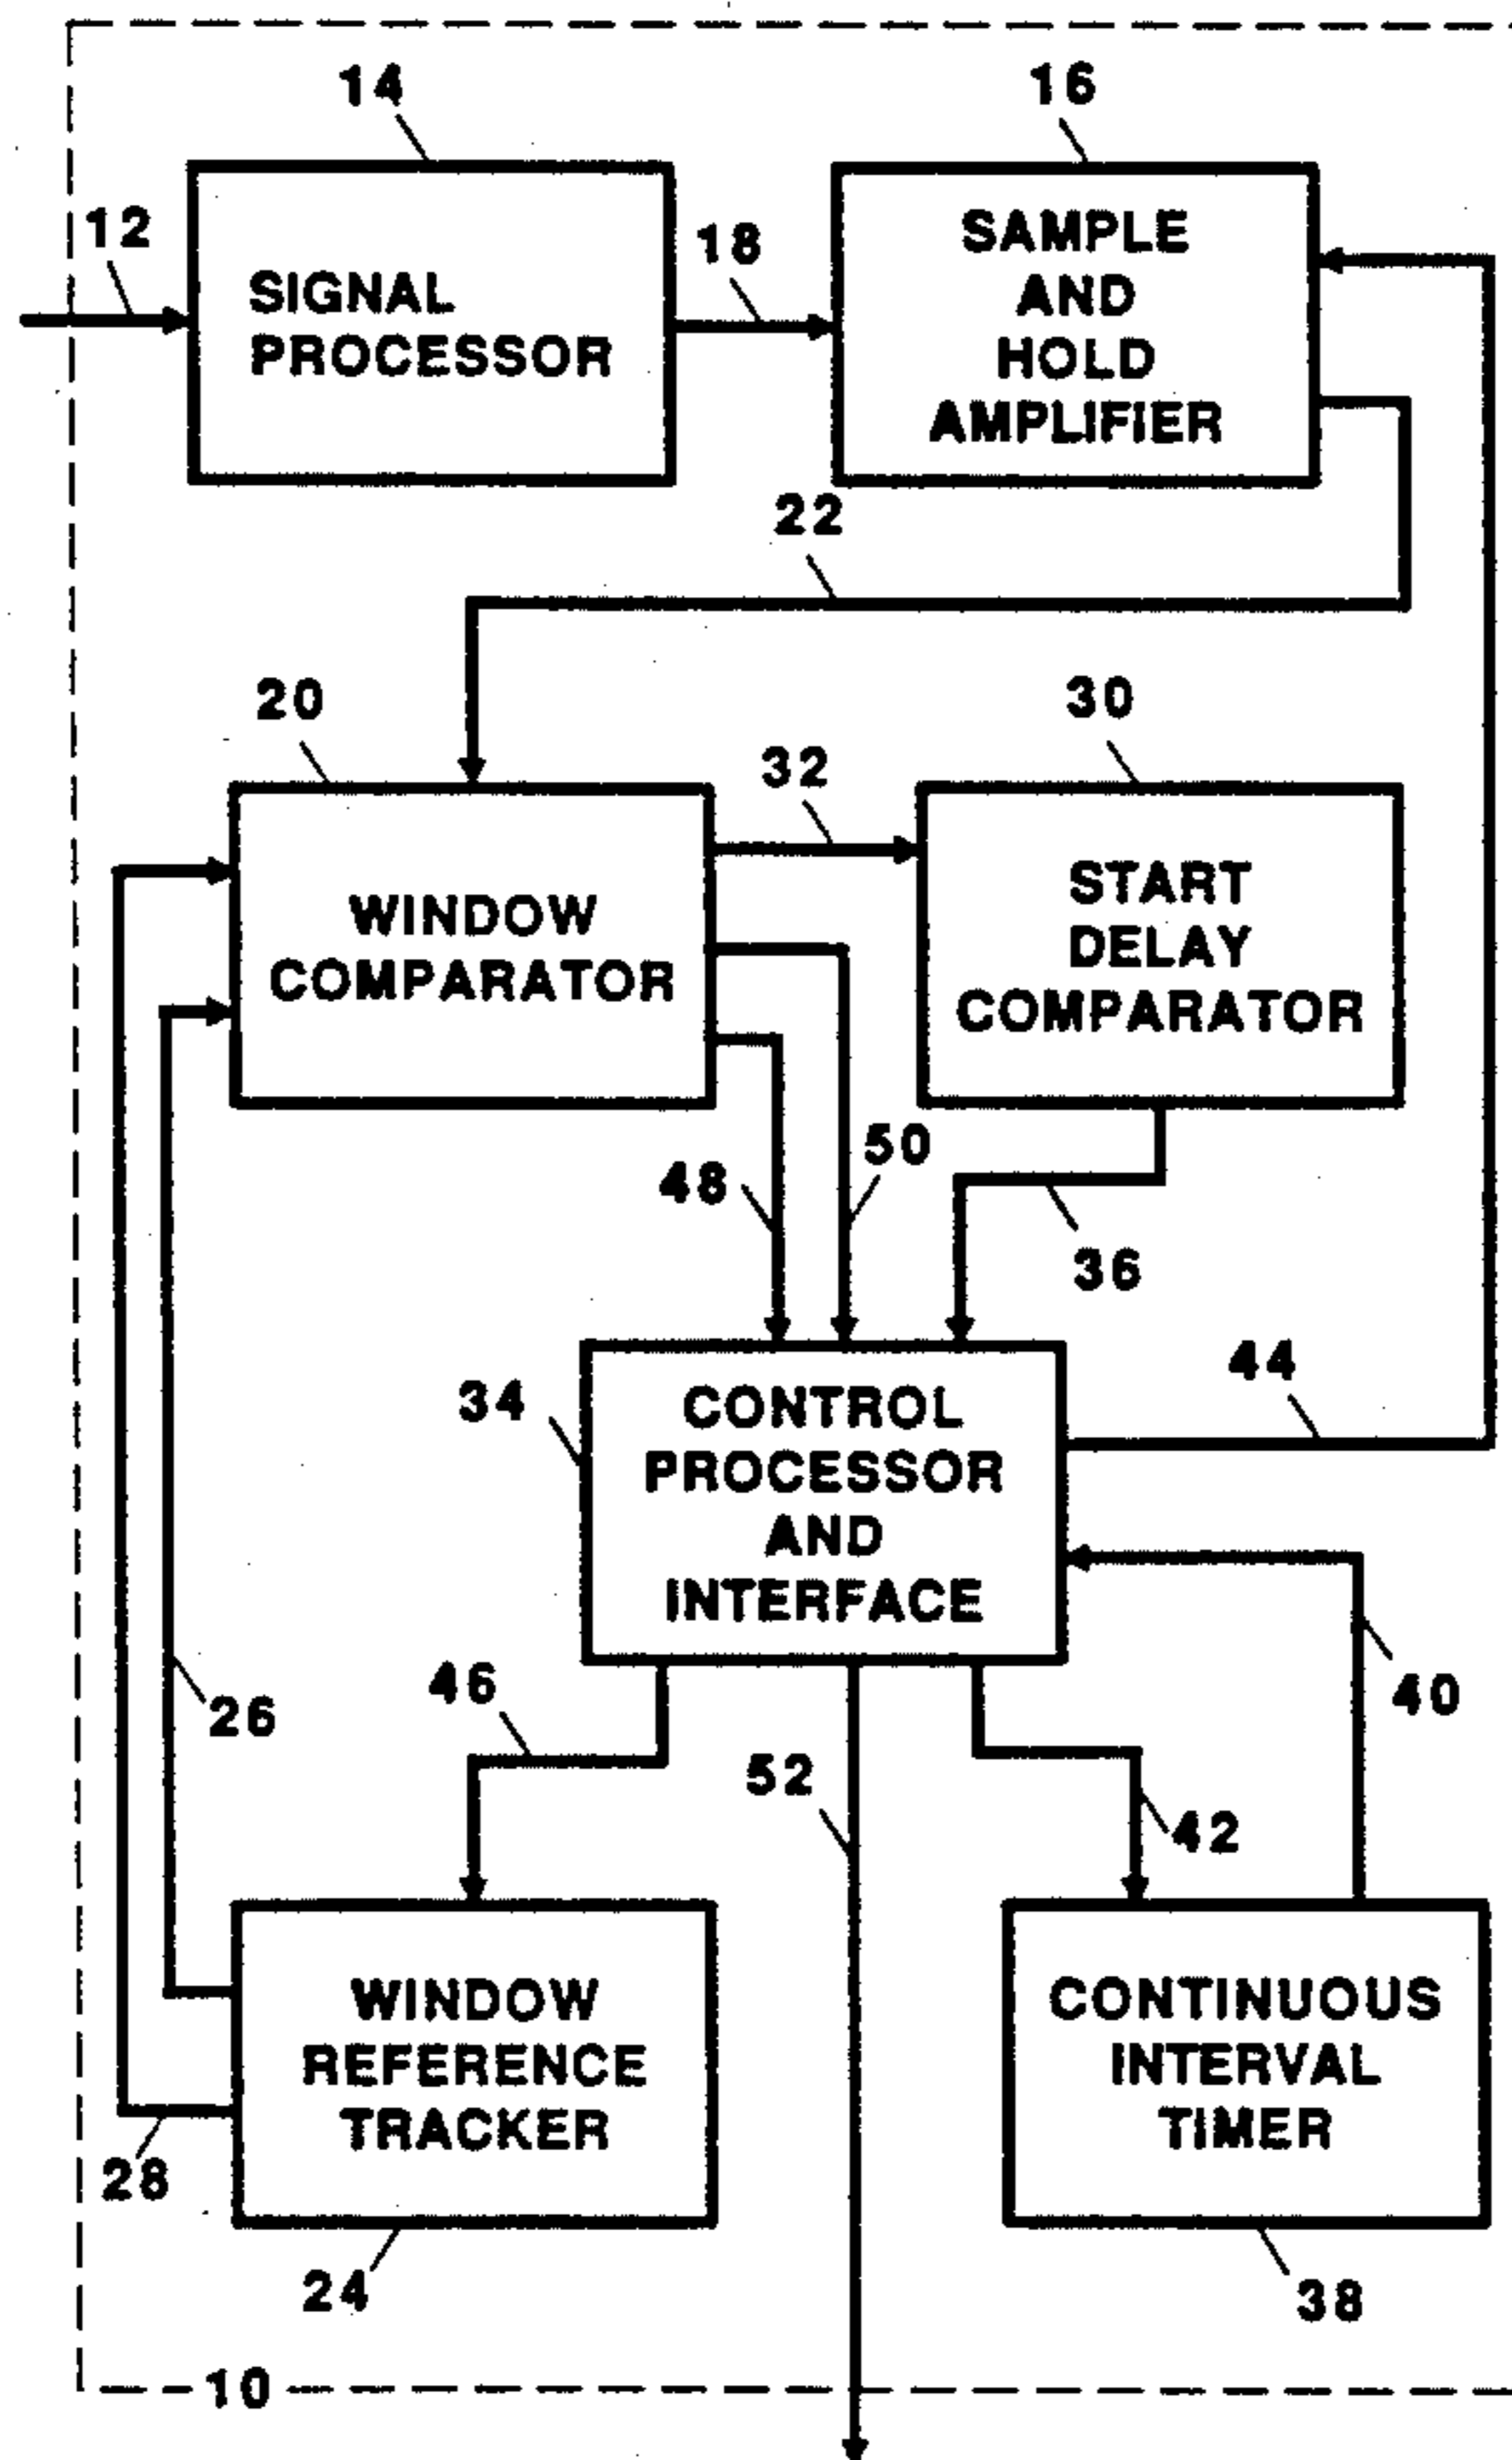 14
16
12
SIGNAL
PROCESSOR
18
SAMPLE
AND
HOLD
AMPLIFIER
22
20
32
30
WINDOW
COMPARATOR
START
DELAY
COMPARATOR
48
50
36
34
CONTROL
PROCESSOR
AND
INTERFACE
44
26
46
52
42
40
WINDOW
REFERENCE
TRACKER
CONTINUOUS
INTERVAL
TIMER
28
24
38
10